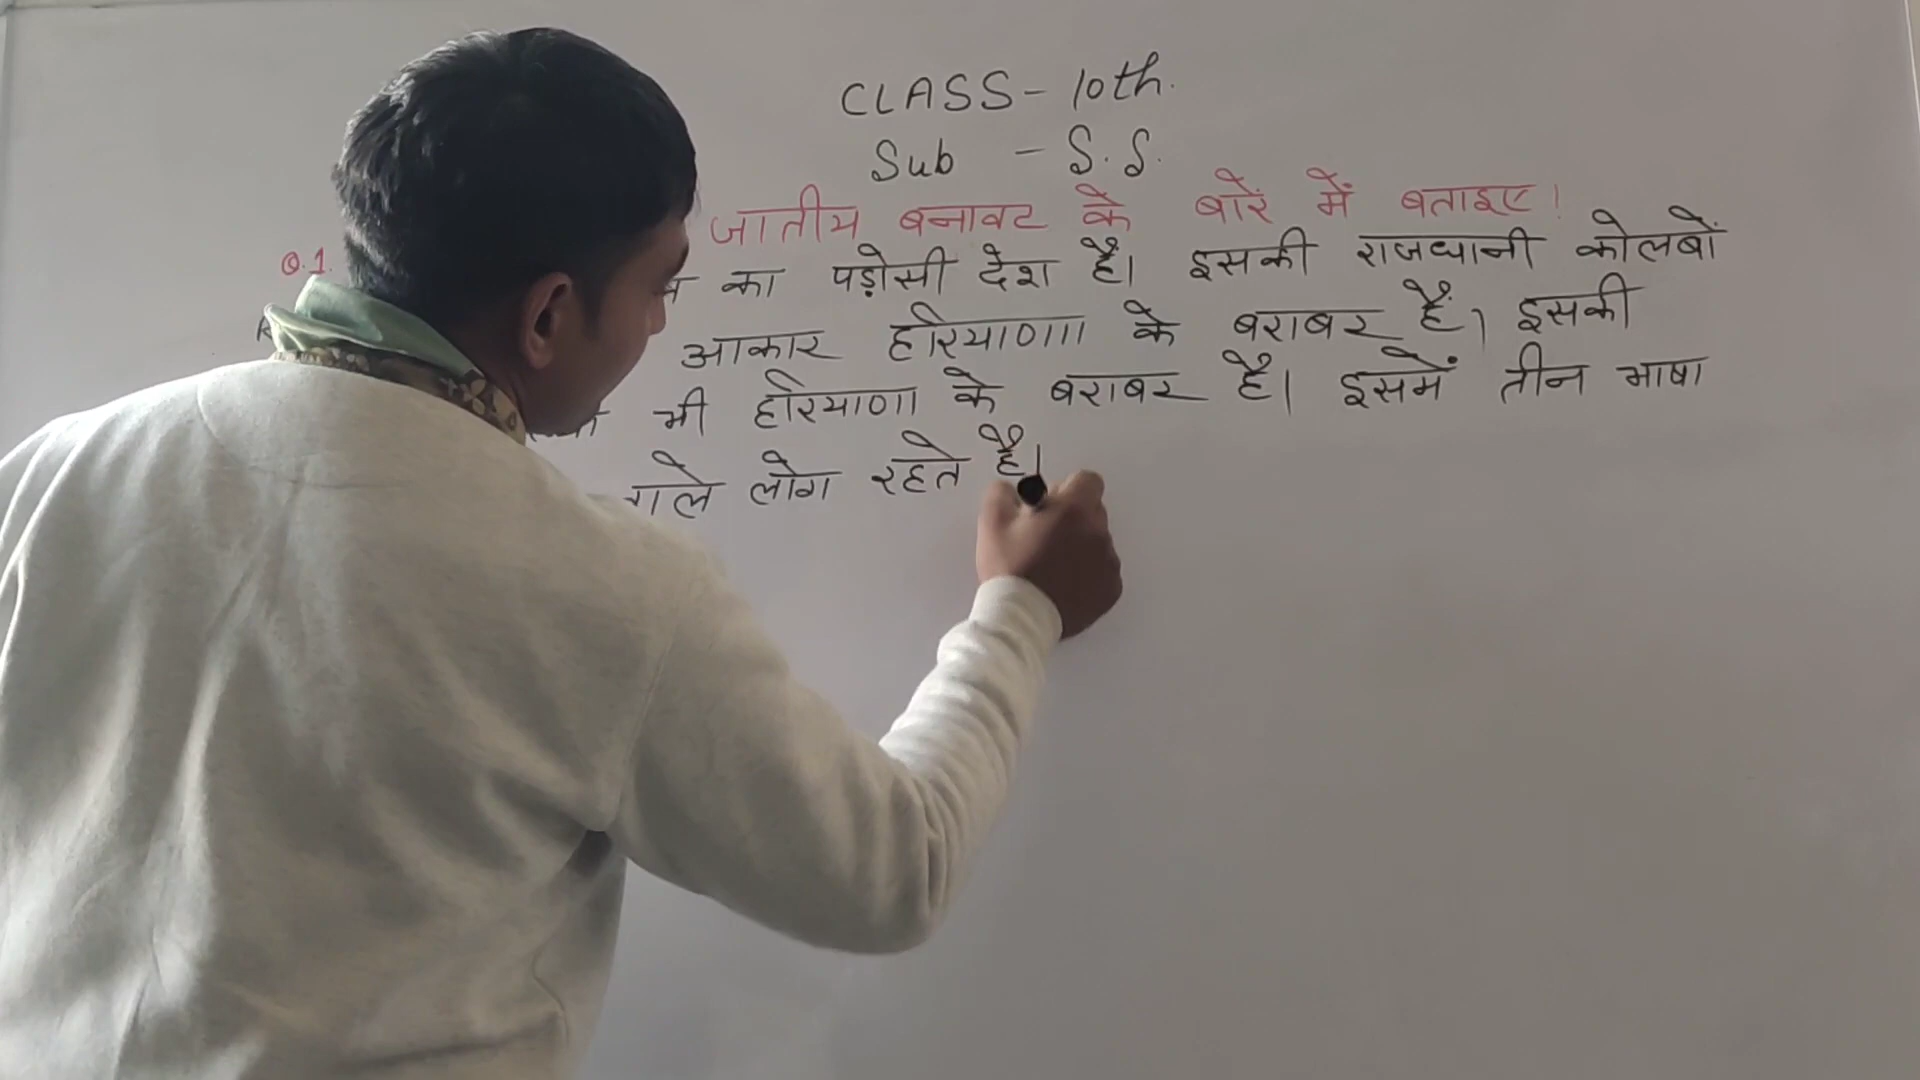 CLASS - 10th.
Sub - S.S.
Q.1. जातीय बनावट के बारें में बताइए।
का पड़ोसी देश है। इसकी राजधानी कोलबों
आकार हरियाणा के बराबर हैं। इसकी
भी हरियाणा के बराबर है। इसमें तीन भाषा
लोग रहते है।